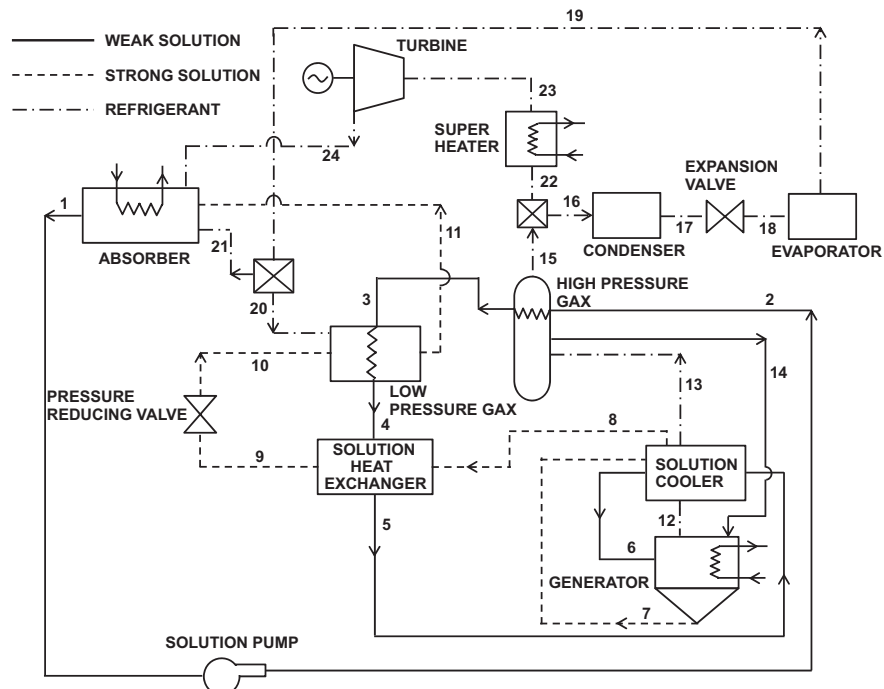 19
WEAK SOLUTION
TURBINE
STRONG SOLUTION
23
REFRIGERANT
SUPER
HEATER
24
22
EXPANSION
VALVE
1
16
11
17
18
21
CONDENSER
EVAPORATOR
ABSORBER
15
HIGH PRESSURE
GAX
20
3
2
10
14
13
PRESSURE
REDUCING VALVE
LOW
PRESSURE GAX
4
8
SOLUTION
HEAT
EXCHANGER
9
SOLUTION
COOLER
5
12
6
GENERATOR
7
SOLUTION PUMP